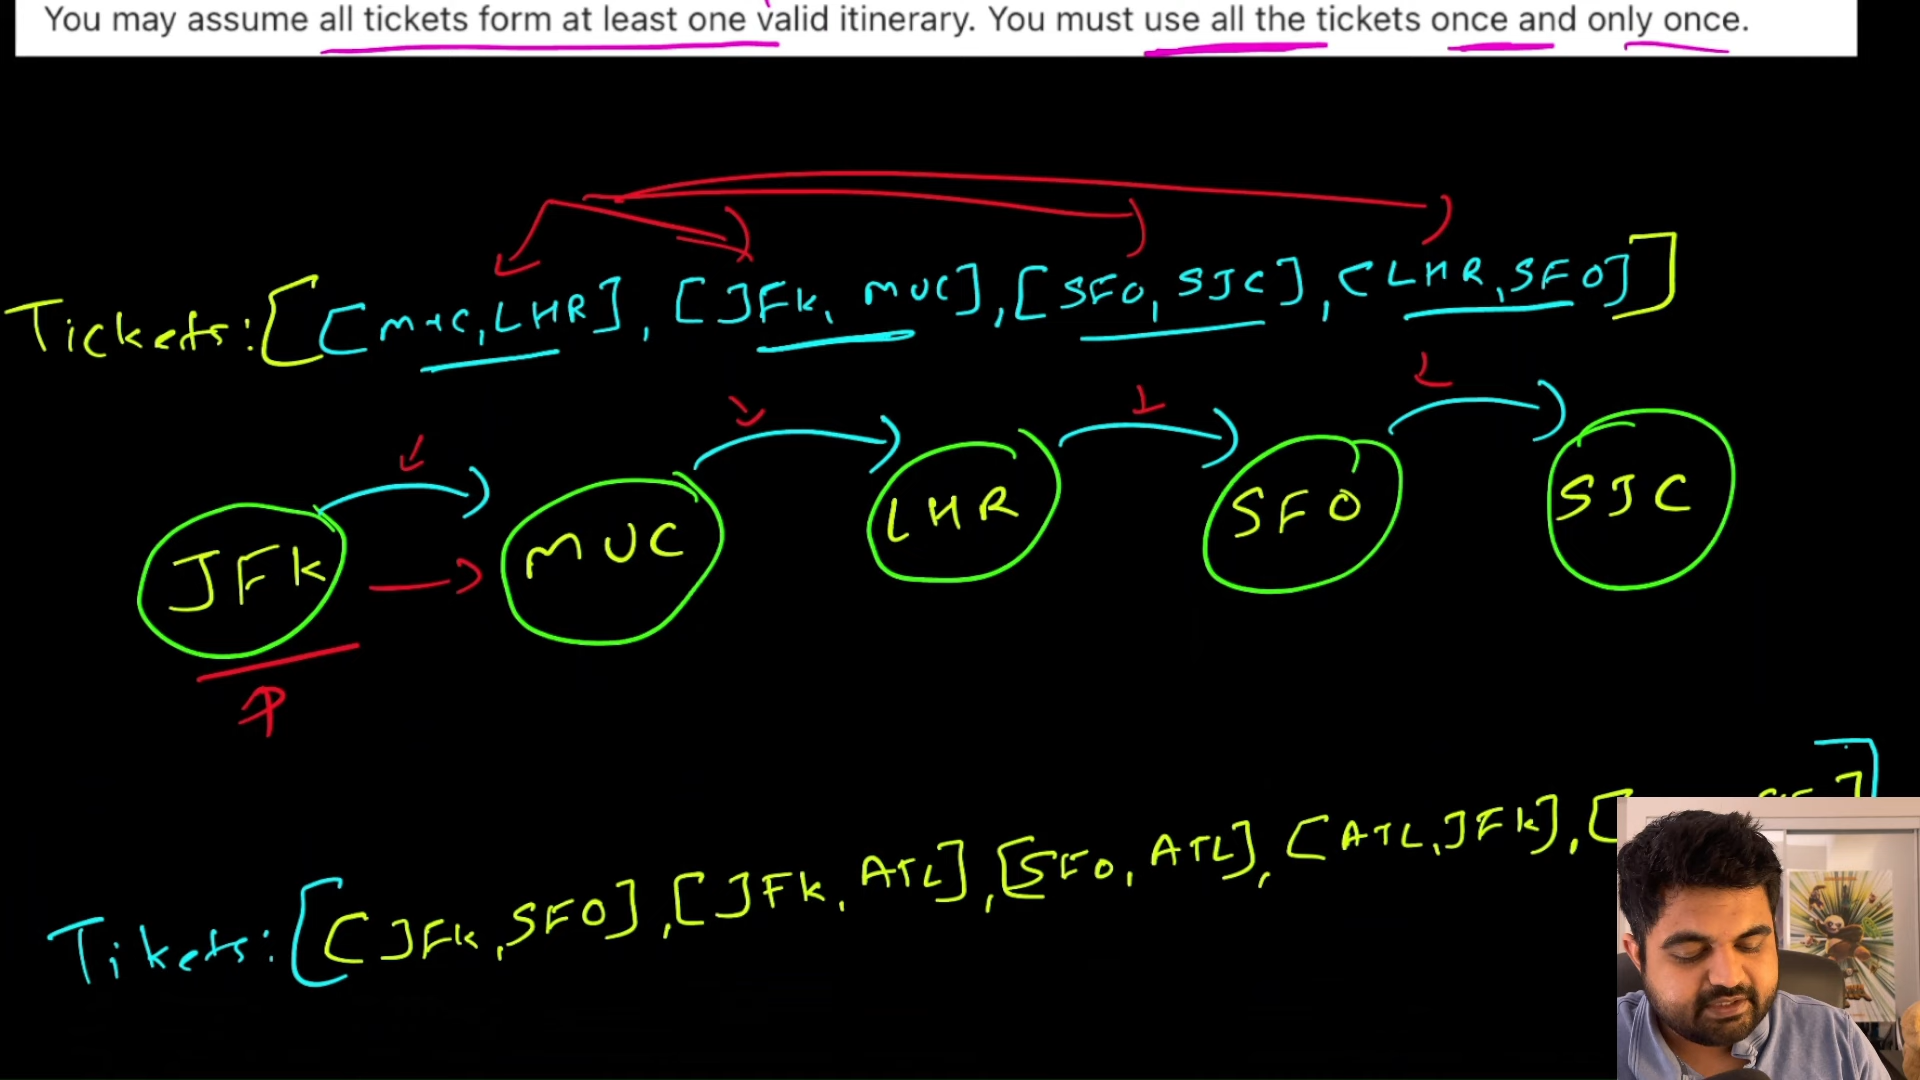 You may assume all tickets form at least one valid itinerary. You must use all the tickets once and only once.
Tickets: [[MUC, LHR], [JFK, MUC], [SFO, SJC], [LHR, SFO]]
JFK MUC LHR SFO SJC
Tikets: [[JFK, SFO], [JFK, ATL], [SFO, ATL], [ATL, JFK], [ ]]